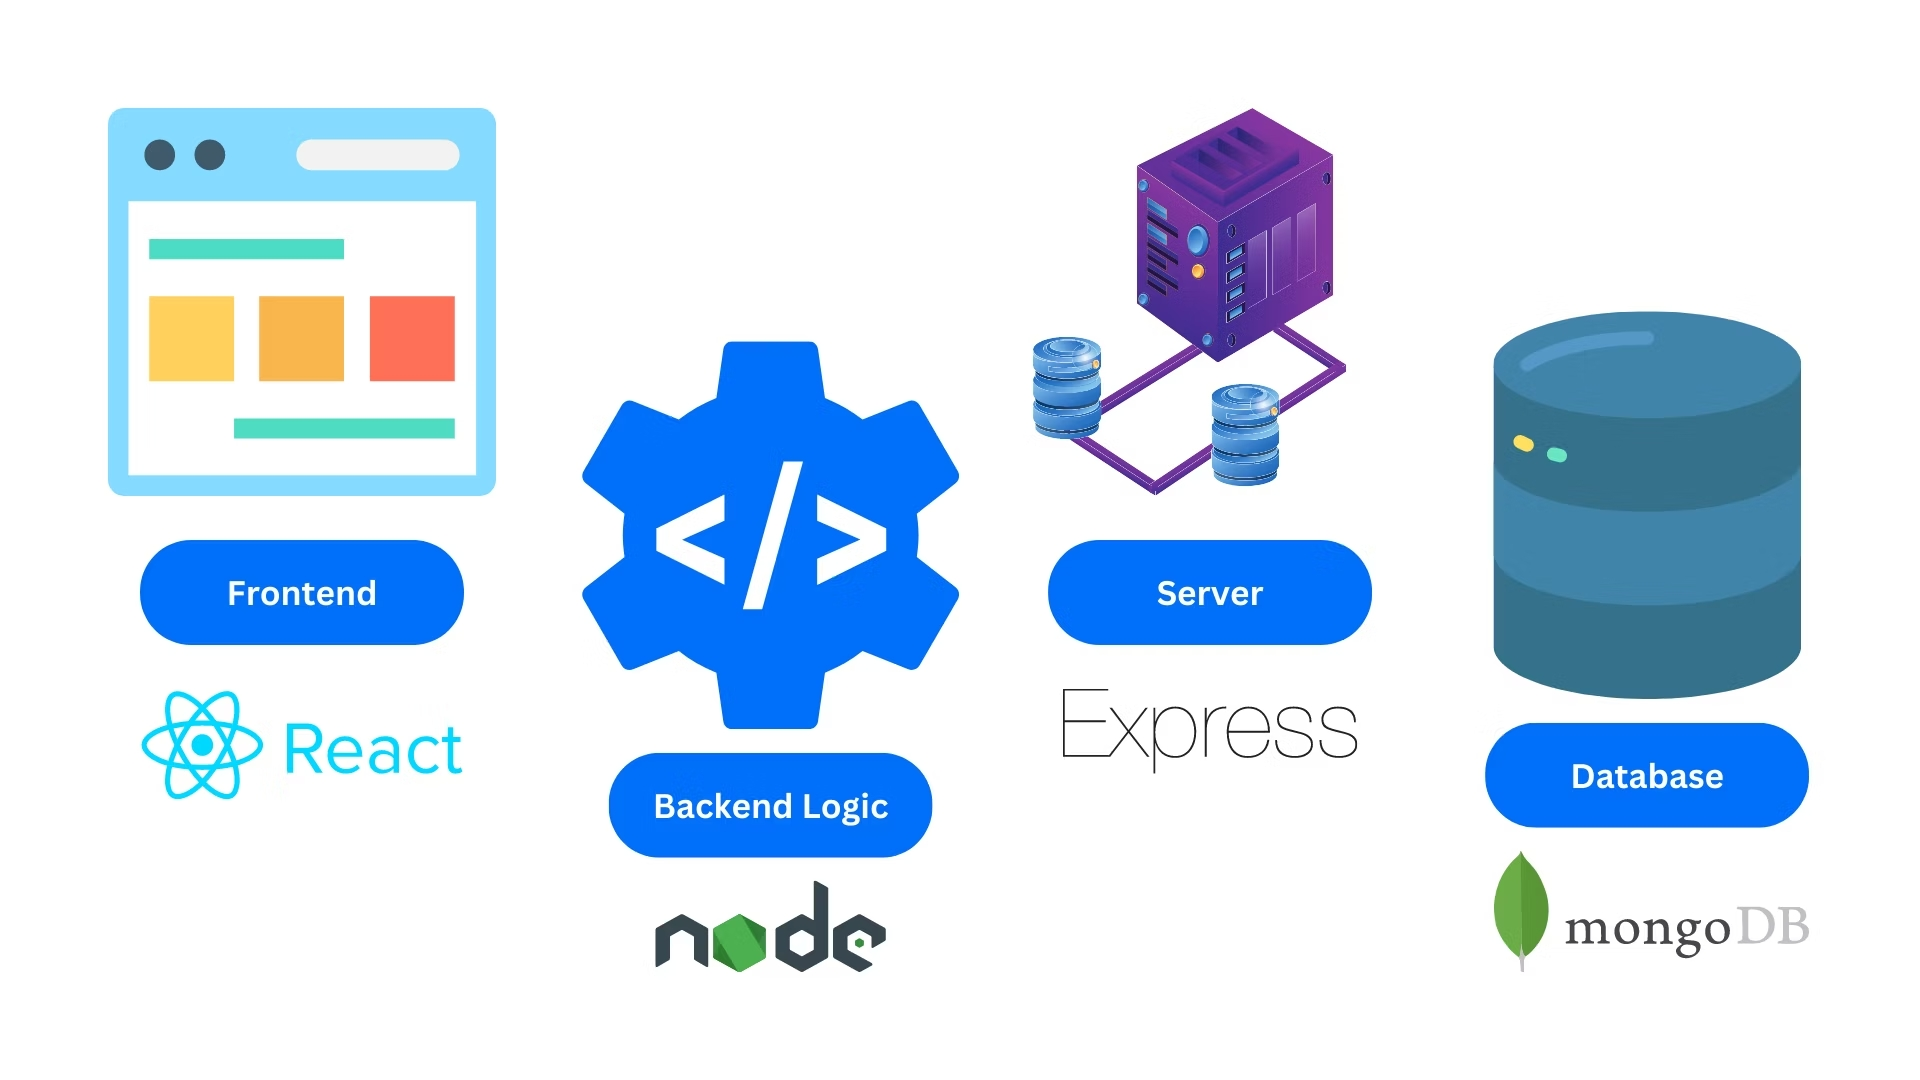 Frontend
React
</>
Backend Logic
node
Server
Express
Database
mongoDB